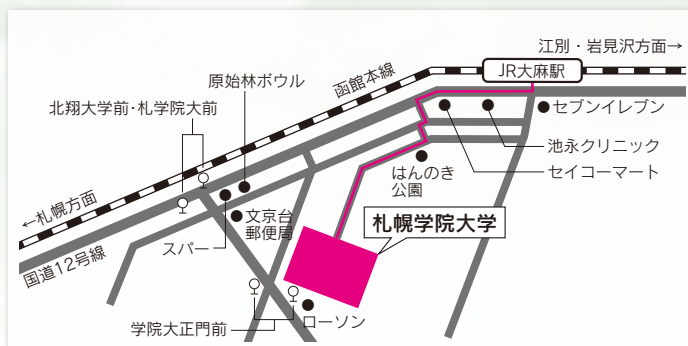 江別・岩見沢方面→
JR大麻駅
函館本線
原始林ボウル
北翔大学前・札学院大前
セブンイレブン
池永クリニック
セイコーマート
はんのき
公園
←札幌方面
国道12号線
スパー
文京台
郵便局
札幌学院大学
学院大正門前
ローソン